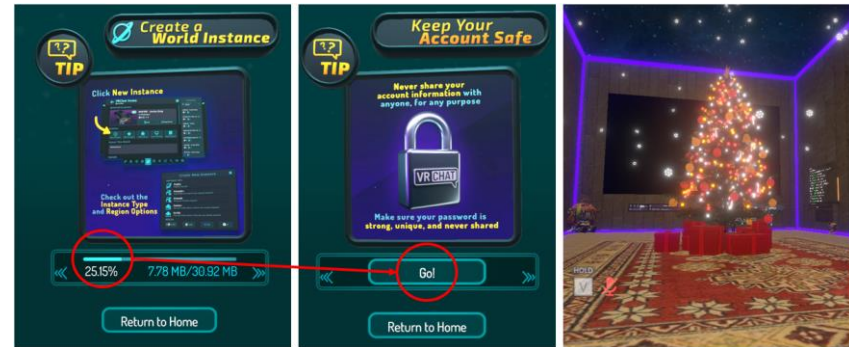 Create a
World Instance
TIP
Click New Instance
Check out the
Instance Type
and Region Options
25.15%
7.78 MB/30.92 MB
Return to Home
Keep Your
Account Safe
TIP
Never share your
account information with
anyone, for any purpose
VRCHAT
Make sure your password is
strong, unique, and never shared
Go!
Return to Home
HOLD
V